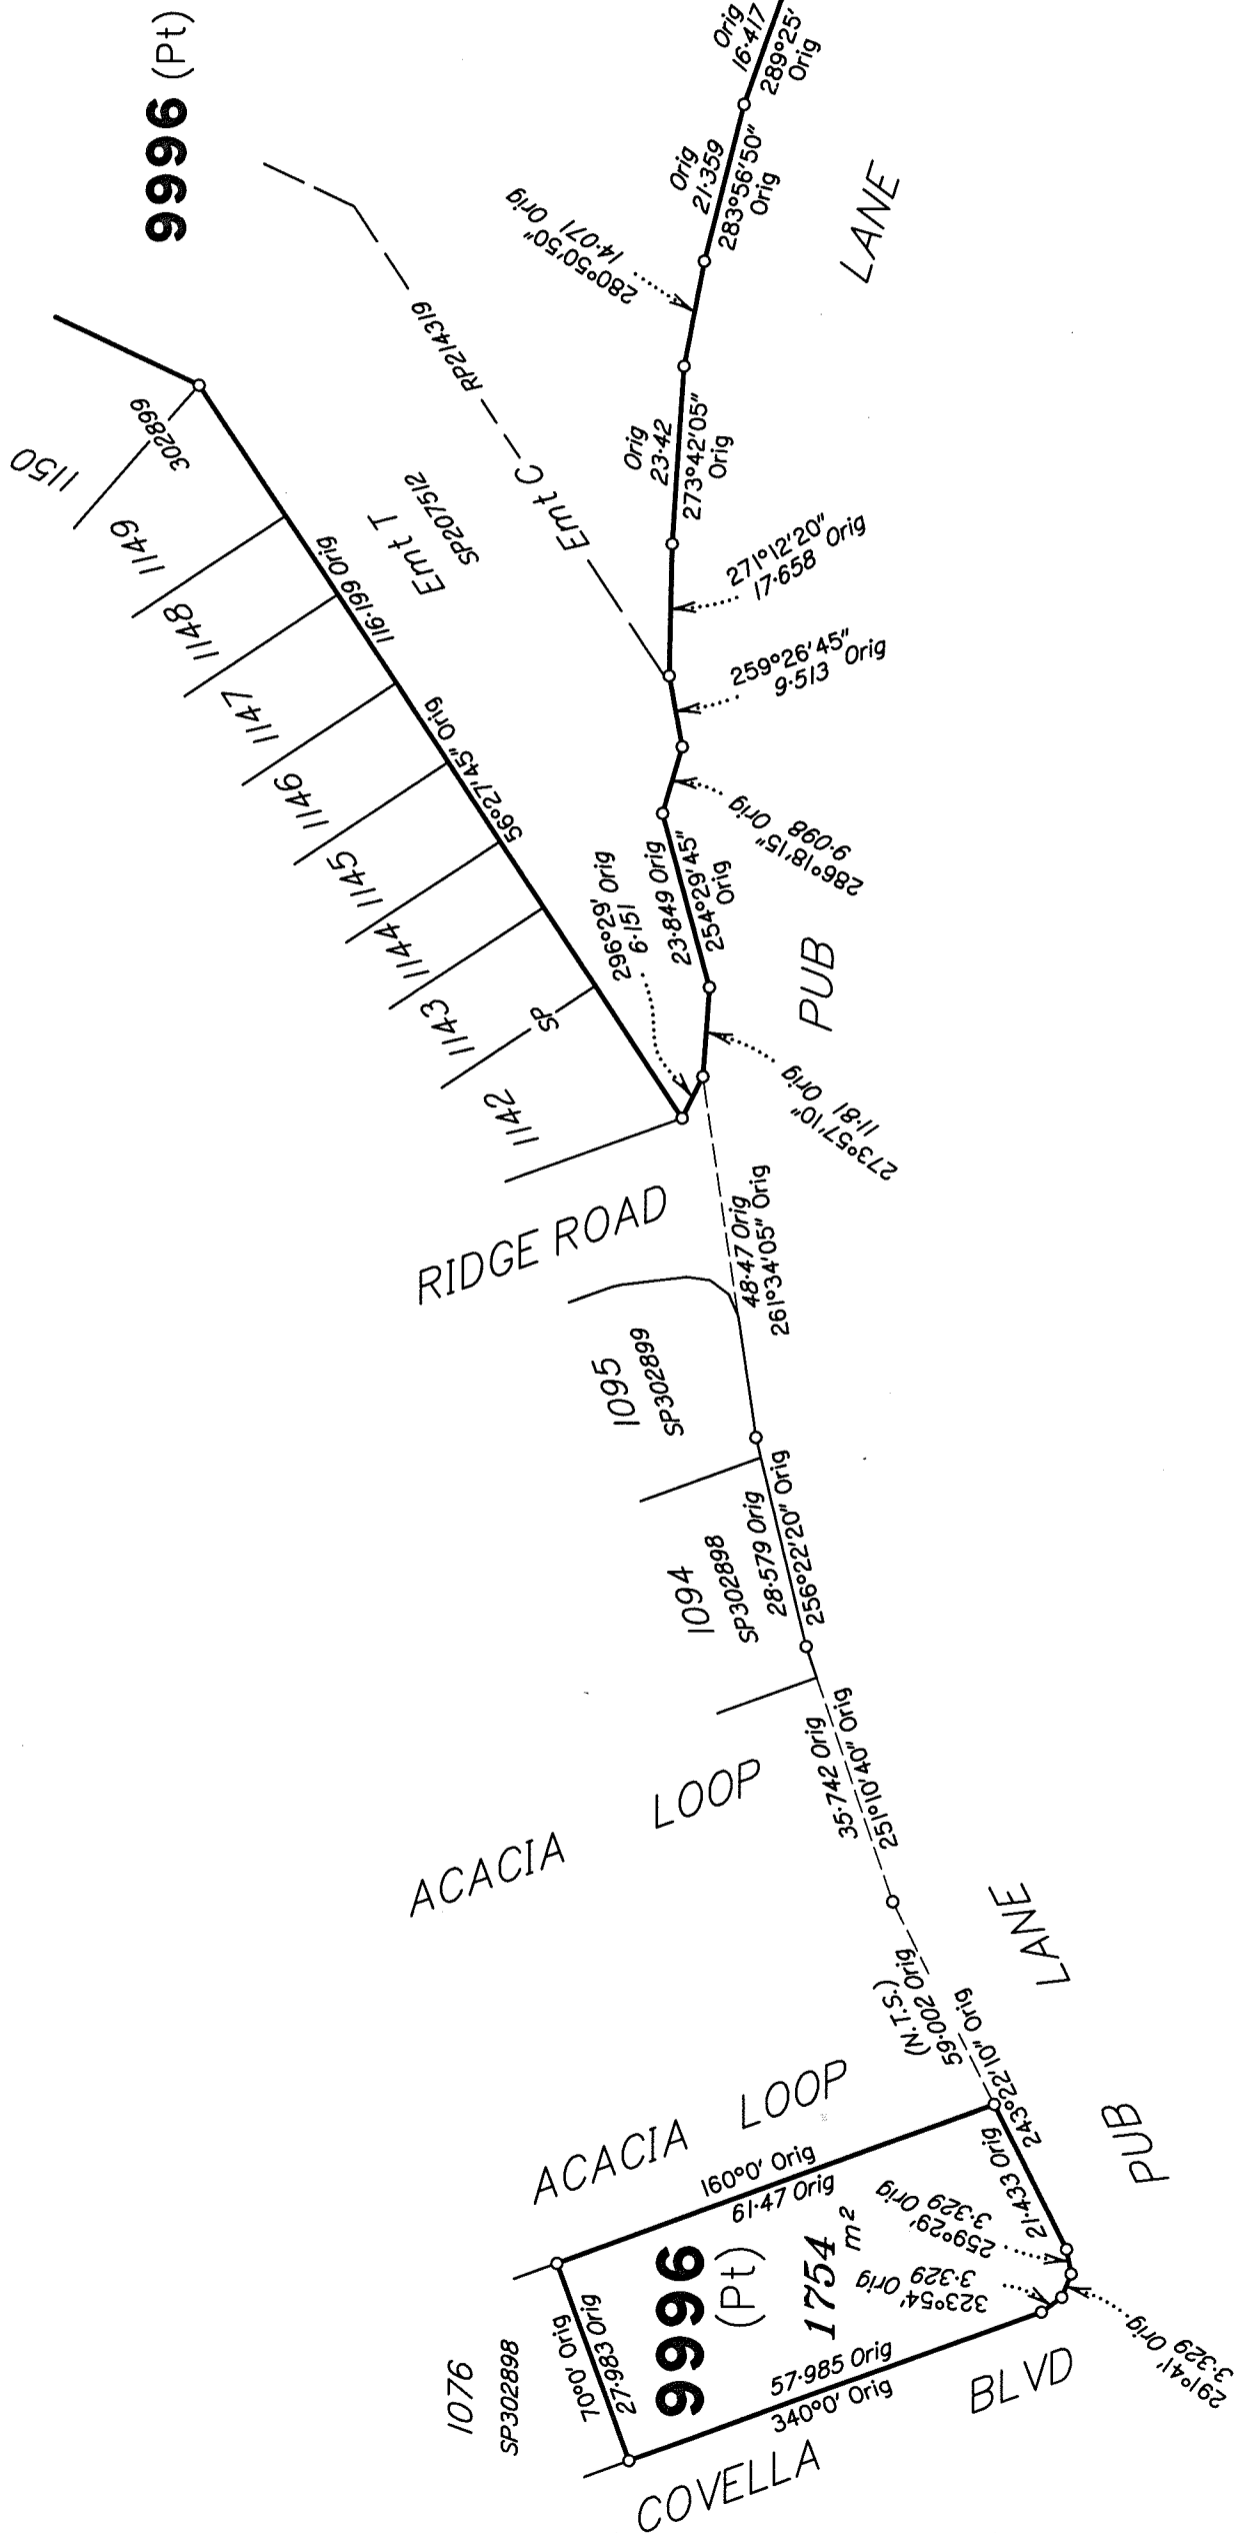 9996 (Pt)
Orig
16·417
289°25'
Orig
Orig
21·359
283°56'50"
Orig
280°50'50"
14·071 Orig
LANE
Orig
23·42
273°42'05"
Orig
271°12'20"
17·658 Orig
259°26'45"
9·513 Orig
286°18'15" Orig
9·098
RP214319
Emt C
Emt T
SP207512
302899
1150
1149
1148
1147
1146
1145
1144
1143
1142
SP
116·199 Orig
56°27'45" Orig
296°29' Orig
6·151
23·849 Orig
254°29'45"
Orig
PUB
273°57'10"
11·81 Orig
RIDGE ROAD
48·47 Orig
261°34'05" Orig
1095
SP302899
1094
SP302898
28·579 Orig
256°22'20" Orig
ACACIA LOOP
35·742 Orig
251°10'40" Orig
LANE
(N.T.S.)
59·002 Orig
243°22'10" Orig
PUB
ACACIA LOOP
160°0' Orig
61·47 Orig
21·433 Orig
259°29'
3·329 Orig
323°54' Orig
3·329
291°41' Orig
3·329
1076
SP302898
70°0' Orig
27·983 Orig
9996
(Pt)
1754
m²
57·985 Orig
340°0' Orig
COVELLA BLVD